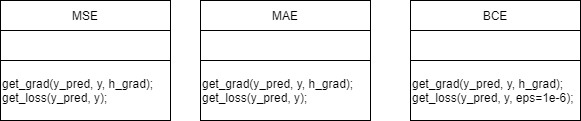 MSE
get_grad(y_pred, y, h_grad);
get_loss(y_pred, y);
MAE
get_grad(y_pred, y, h_grad);
get_loss(y_pred, y);
BCE
get_grad(y_pred, y, h_grad);
get_loss(y_pred, y, eps=1e-6);